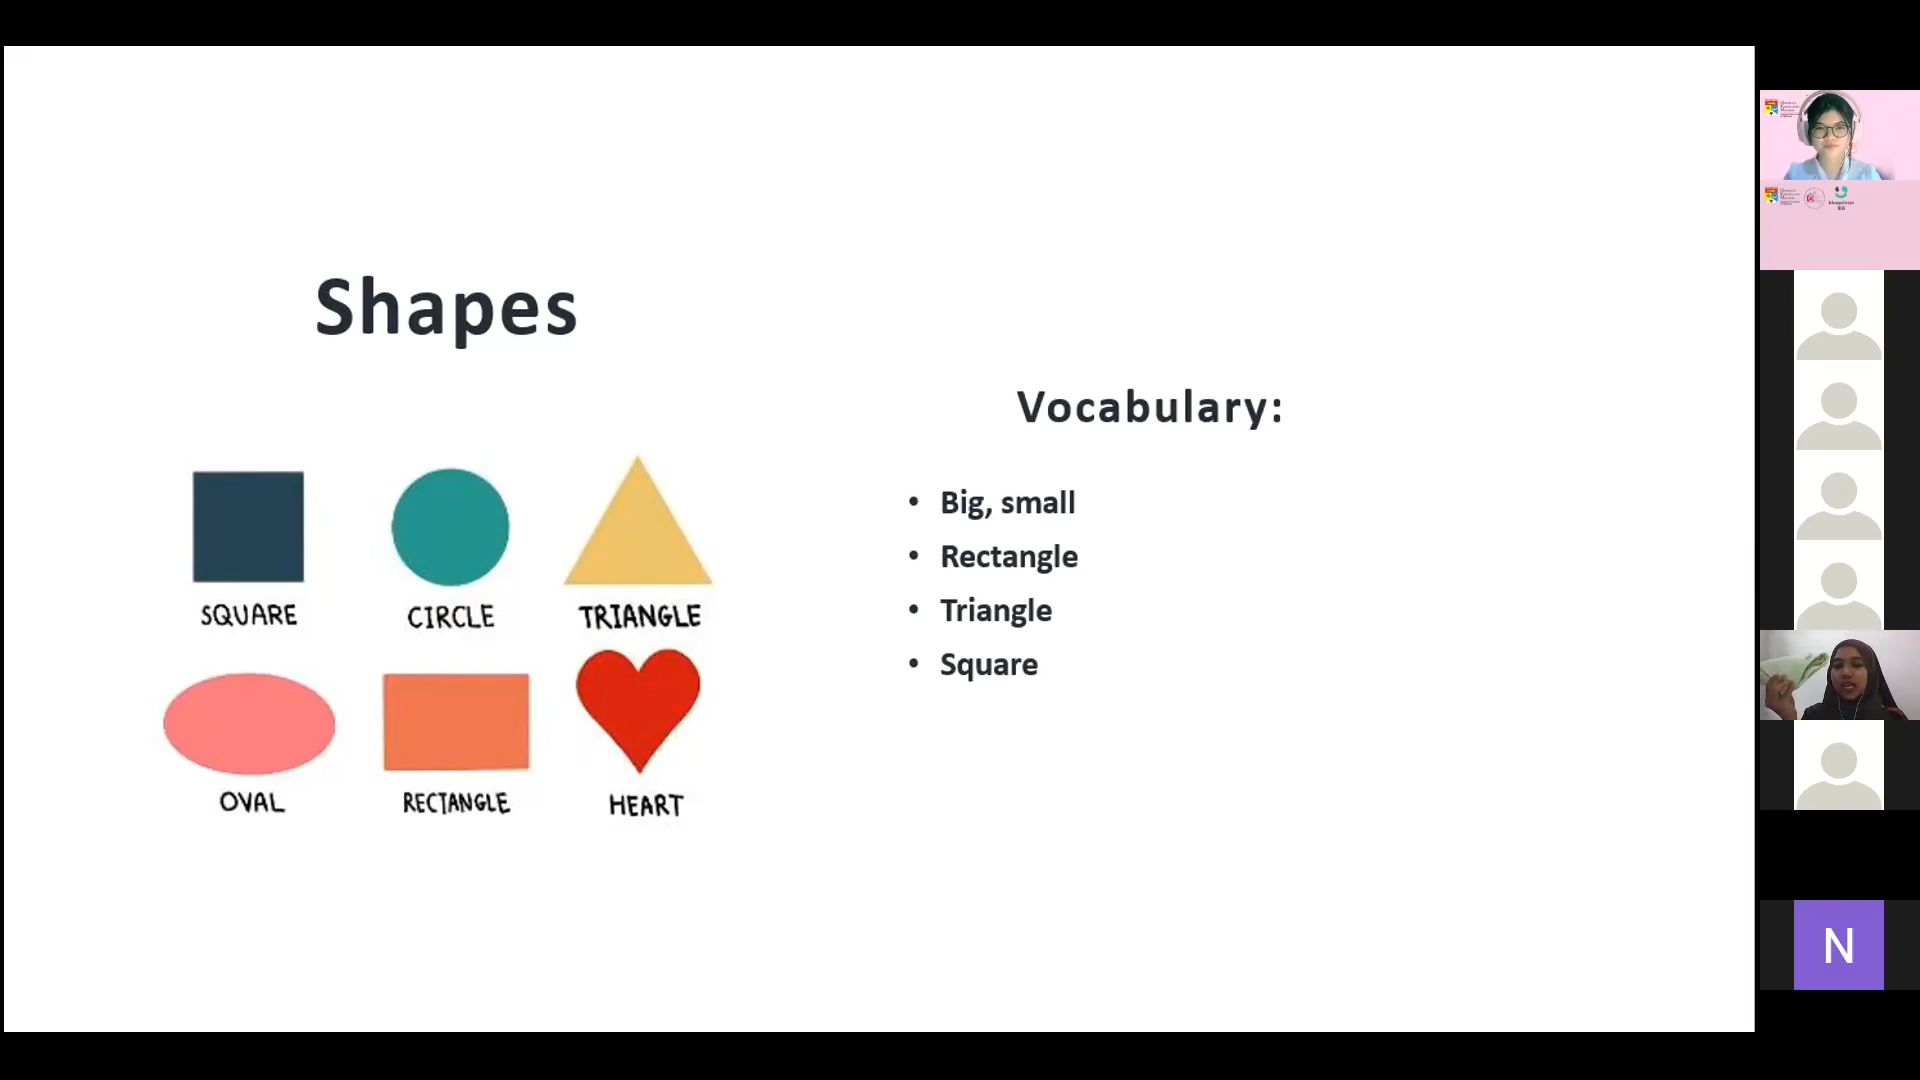 Shapes
SQUARE
CIRCLE
TRIANGLE
OVAL
RECTANGLE
HEART
Vocabulary:
• Big, small
• Rectangle
• Triangle
• Square
N